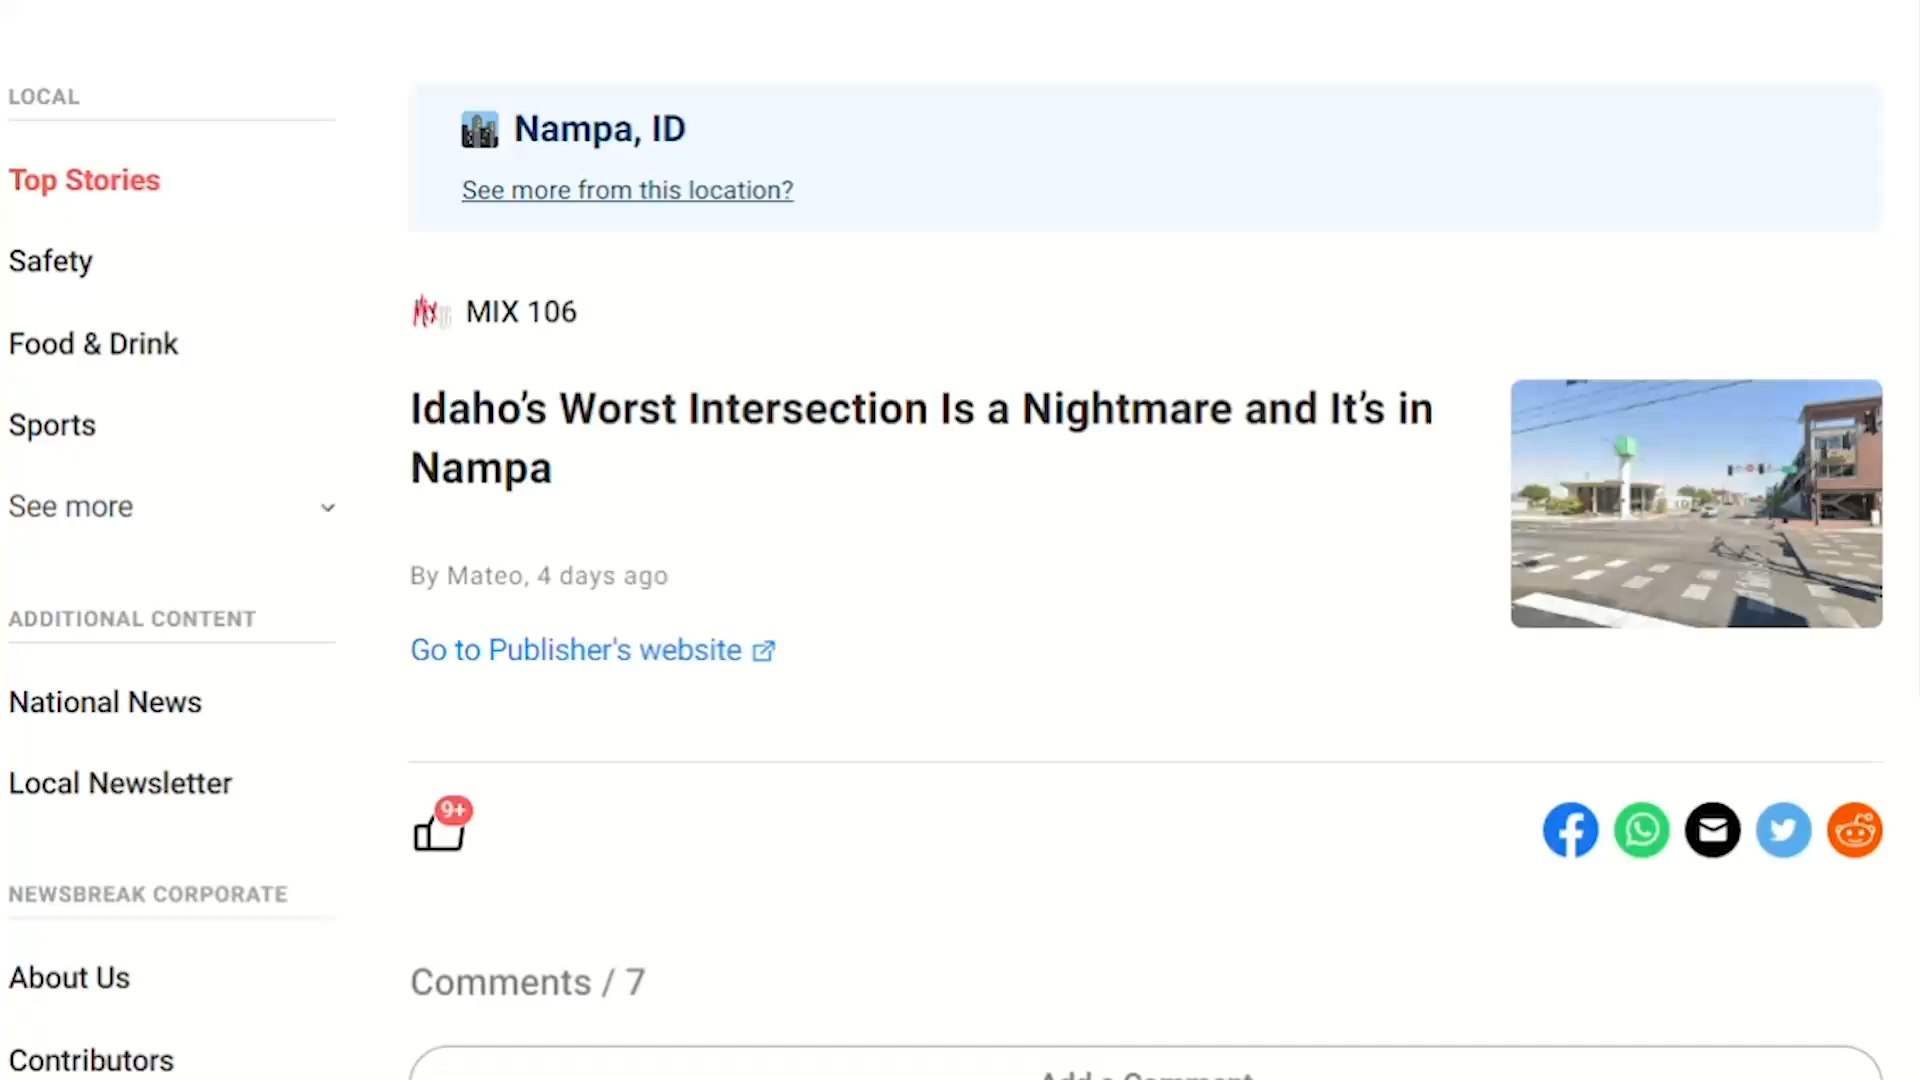 LOCAL
Top Stories
Safety
Food & Drink
Sports
See more
ADDITIONAL CONTENT
National News
Local Newsletter
NEWSBREAK CORPORATE
About Us
Contributors
Nampa, ID
See more from this location?
MIX 106
Idaho’s Worst Intersection Is a Nightmare and It’s in
Nampa
By Mateo, 4 days ago
Go to Publisher's website
9+
Comments / 7
Add a Comment